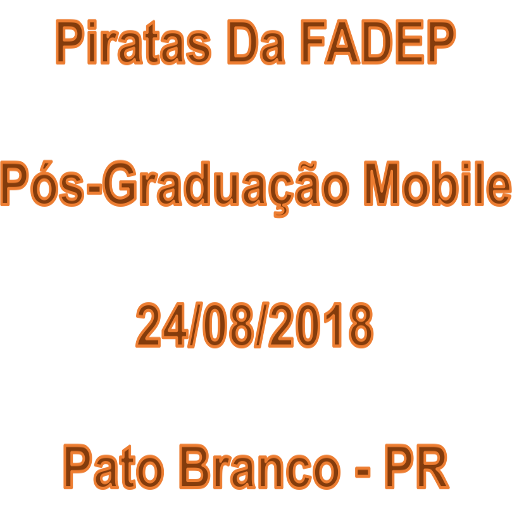 Piratas Da FADEP
Pós-Graduação Mobile
24/08/2018
Pato Branco - PR